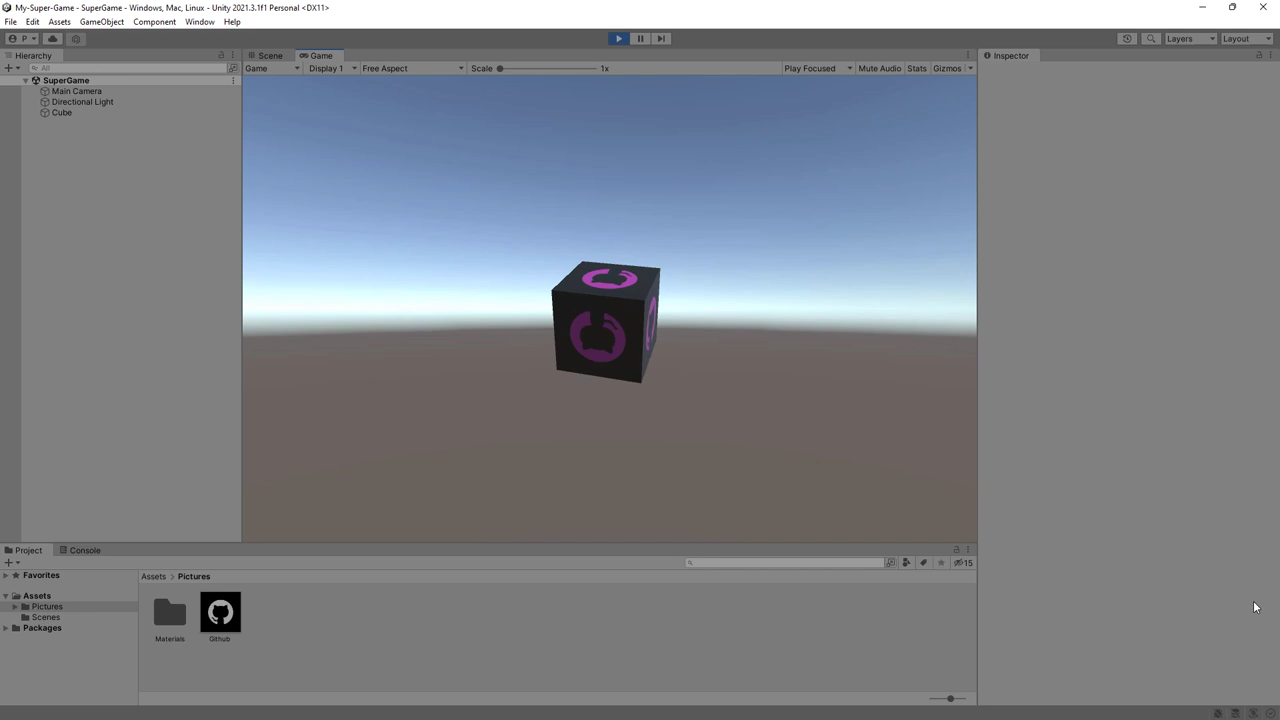 My-Super-Game - SuperGame - Windows, Mac, Linux - Unity 2021.3.1f1 Personal <DX11>
File Edit Assets GameObject Component Window Help
P Layers Layout
Hierarchy Scene Game Inspector
All Game Display 1 Free Aspect Scale 1x Play Focused Mute Audio Stats Gizmos
SuperGame
Main Camera
Directional Light
Cube
Project Console
15
Favorites Assets > Pictures
Assets
Pictures
Scenes
Packages
Materials Github